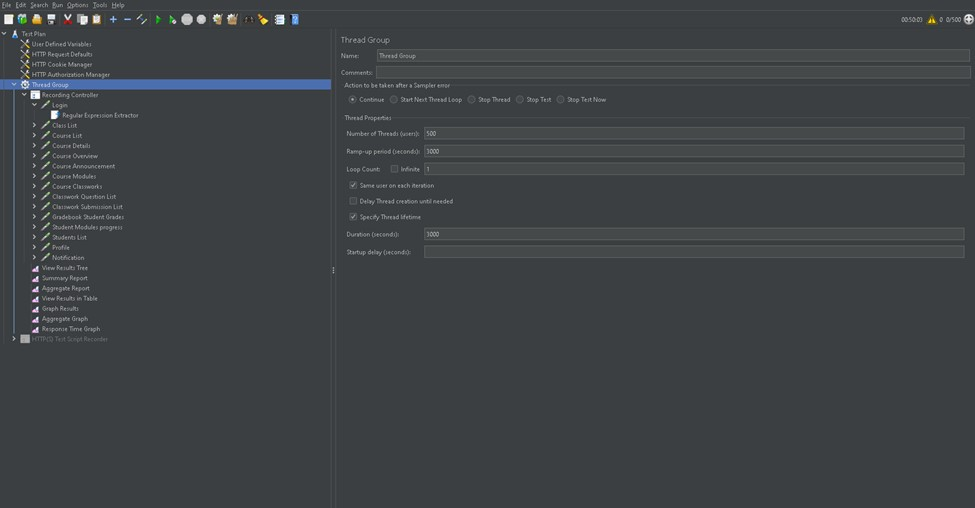 File Edit Search Run Options Tools Help
00:50:03 0 0/500
Test Plan
User Defined Variables
HTTP Request Defaults
HTTP Cookie Manager
HTTP Authorization Manager
Thread Group
Recording Controller
Login
Regular Expression Extractor
Class List
Course List
Course Details
Course Overview
Course Announcement
Course Modules
Course Classworks
Classwork Question List
Classwork Submission List
Gradebook Student Grades
Student Modules progress
Students List
Profile
Notification
View Results Tree
Summary Report
Aggregate Report
View Results in Table
Graph Results
Aggregate Graph
Response Time Graph
HTTP(S) Test Script Recorder
Thread Group
Name: Thread Group
Comments:
Action to be taken after a Sampler error
Continue Start Next Thread Loop Stop Thread Stop Test Stop Test Now
Thread Properties
Number of Threads (users): 500
Ramp-up period (seconds): 3000
Loop Count: Infinite 1
Same user on each iteration
Delay Thread creation until needed
Specify Thread lifetime
Duration (seconds): 3000
Startup delay (seconds):